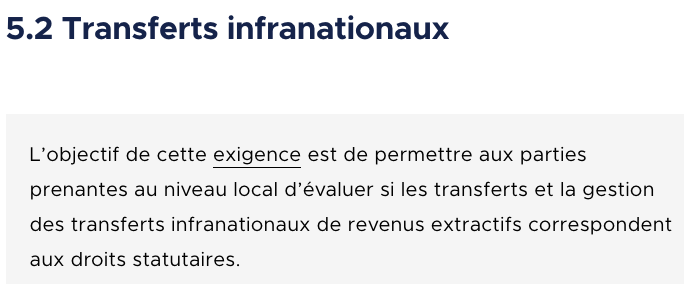 5.2 Transferts infranationaux
L’objectif de cette exigence est de permettre aux parties
prenantes au niveau local d’évaluer si les transferts et la gestion
des transferts infranationaux de revenus extractifs correspondent
aux droits statutaires.